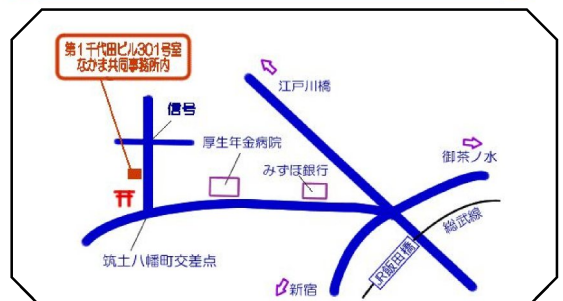 第1千代田ビル301号室
なかま共同事務所内
江戸川橋
信号
厚生年金病院
御茶ノ水
みずほ銀行
総武線
筑土八幡町交差点
JR飯田橋
新宿